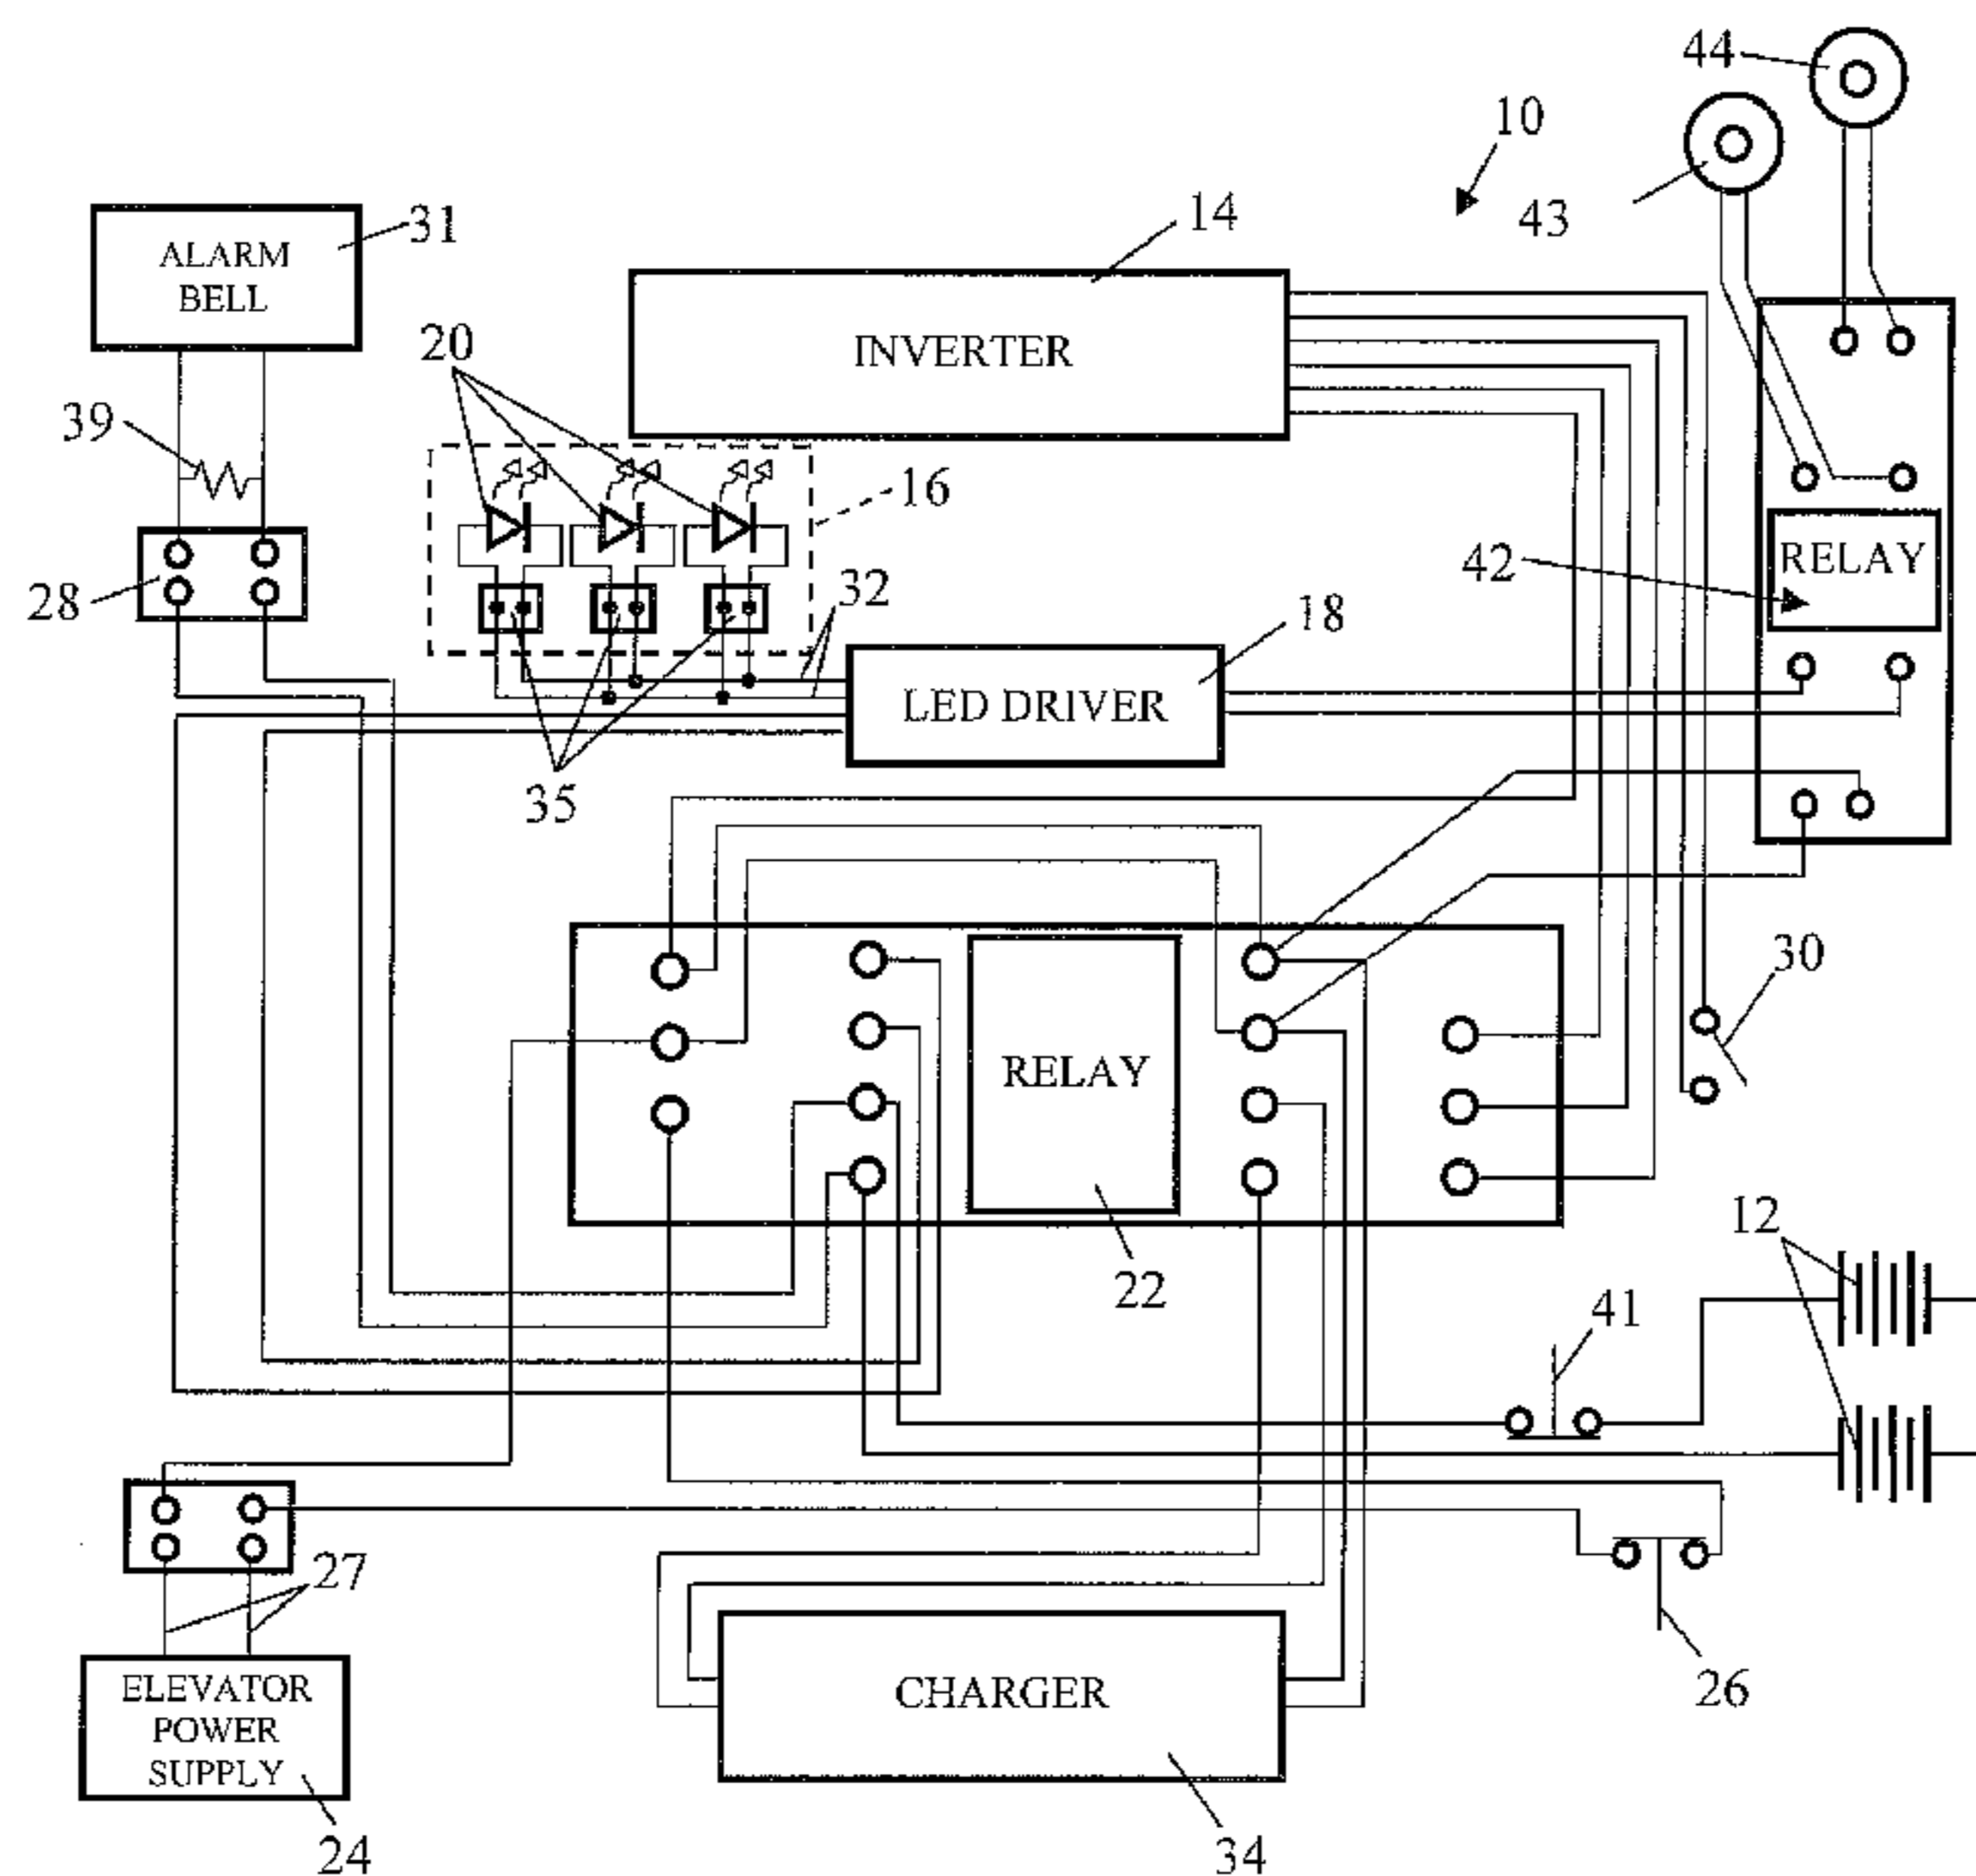 44
10
43
14
31
ALARM
BELL
20
INVERTER
39
16
RELAY
42
28
32
18
LED DRIVER
35
30
RELAY
12
22
41
27
26
ELEVATOR
POWER
SUPPLY
CHARGER
24
34